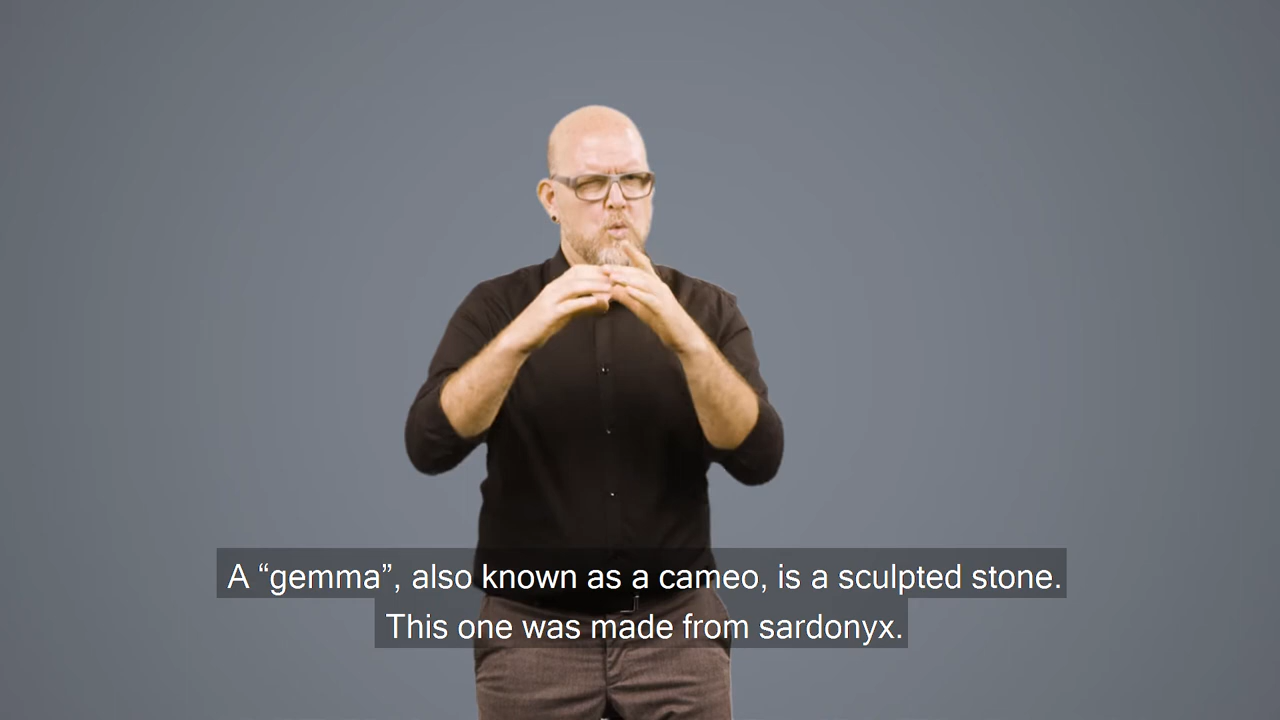 A “gemma”, also known as a cameo, is a sculpted stone.
This one was made from sardonyx.